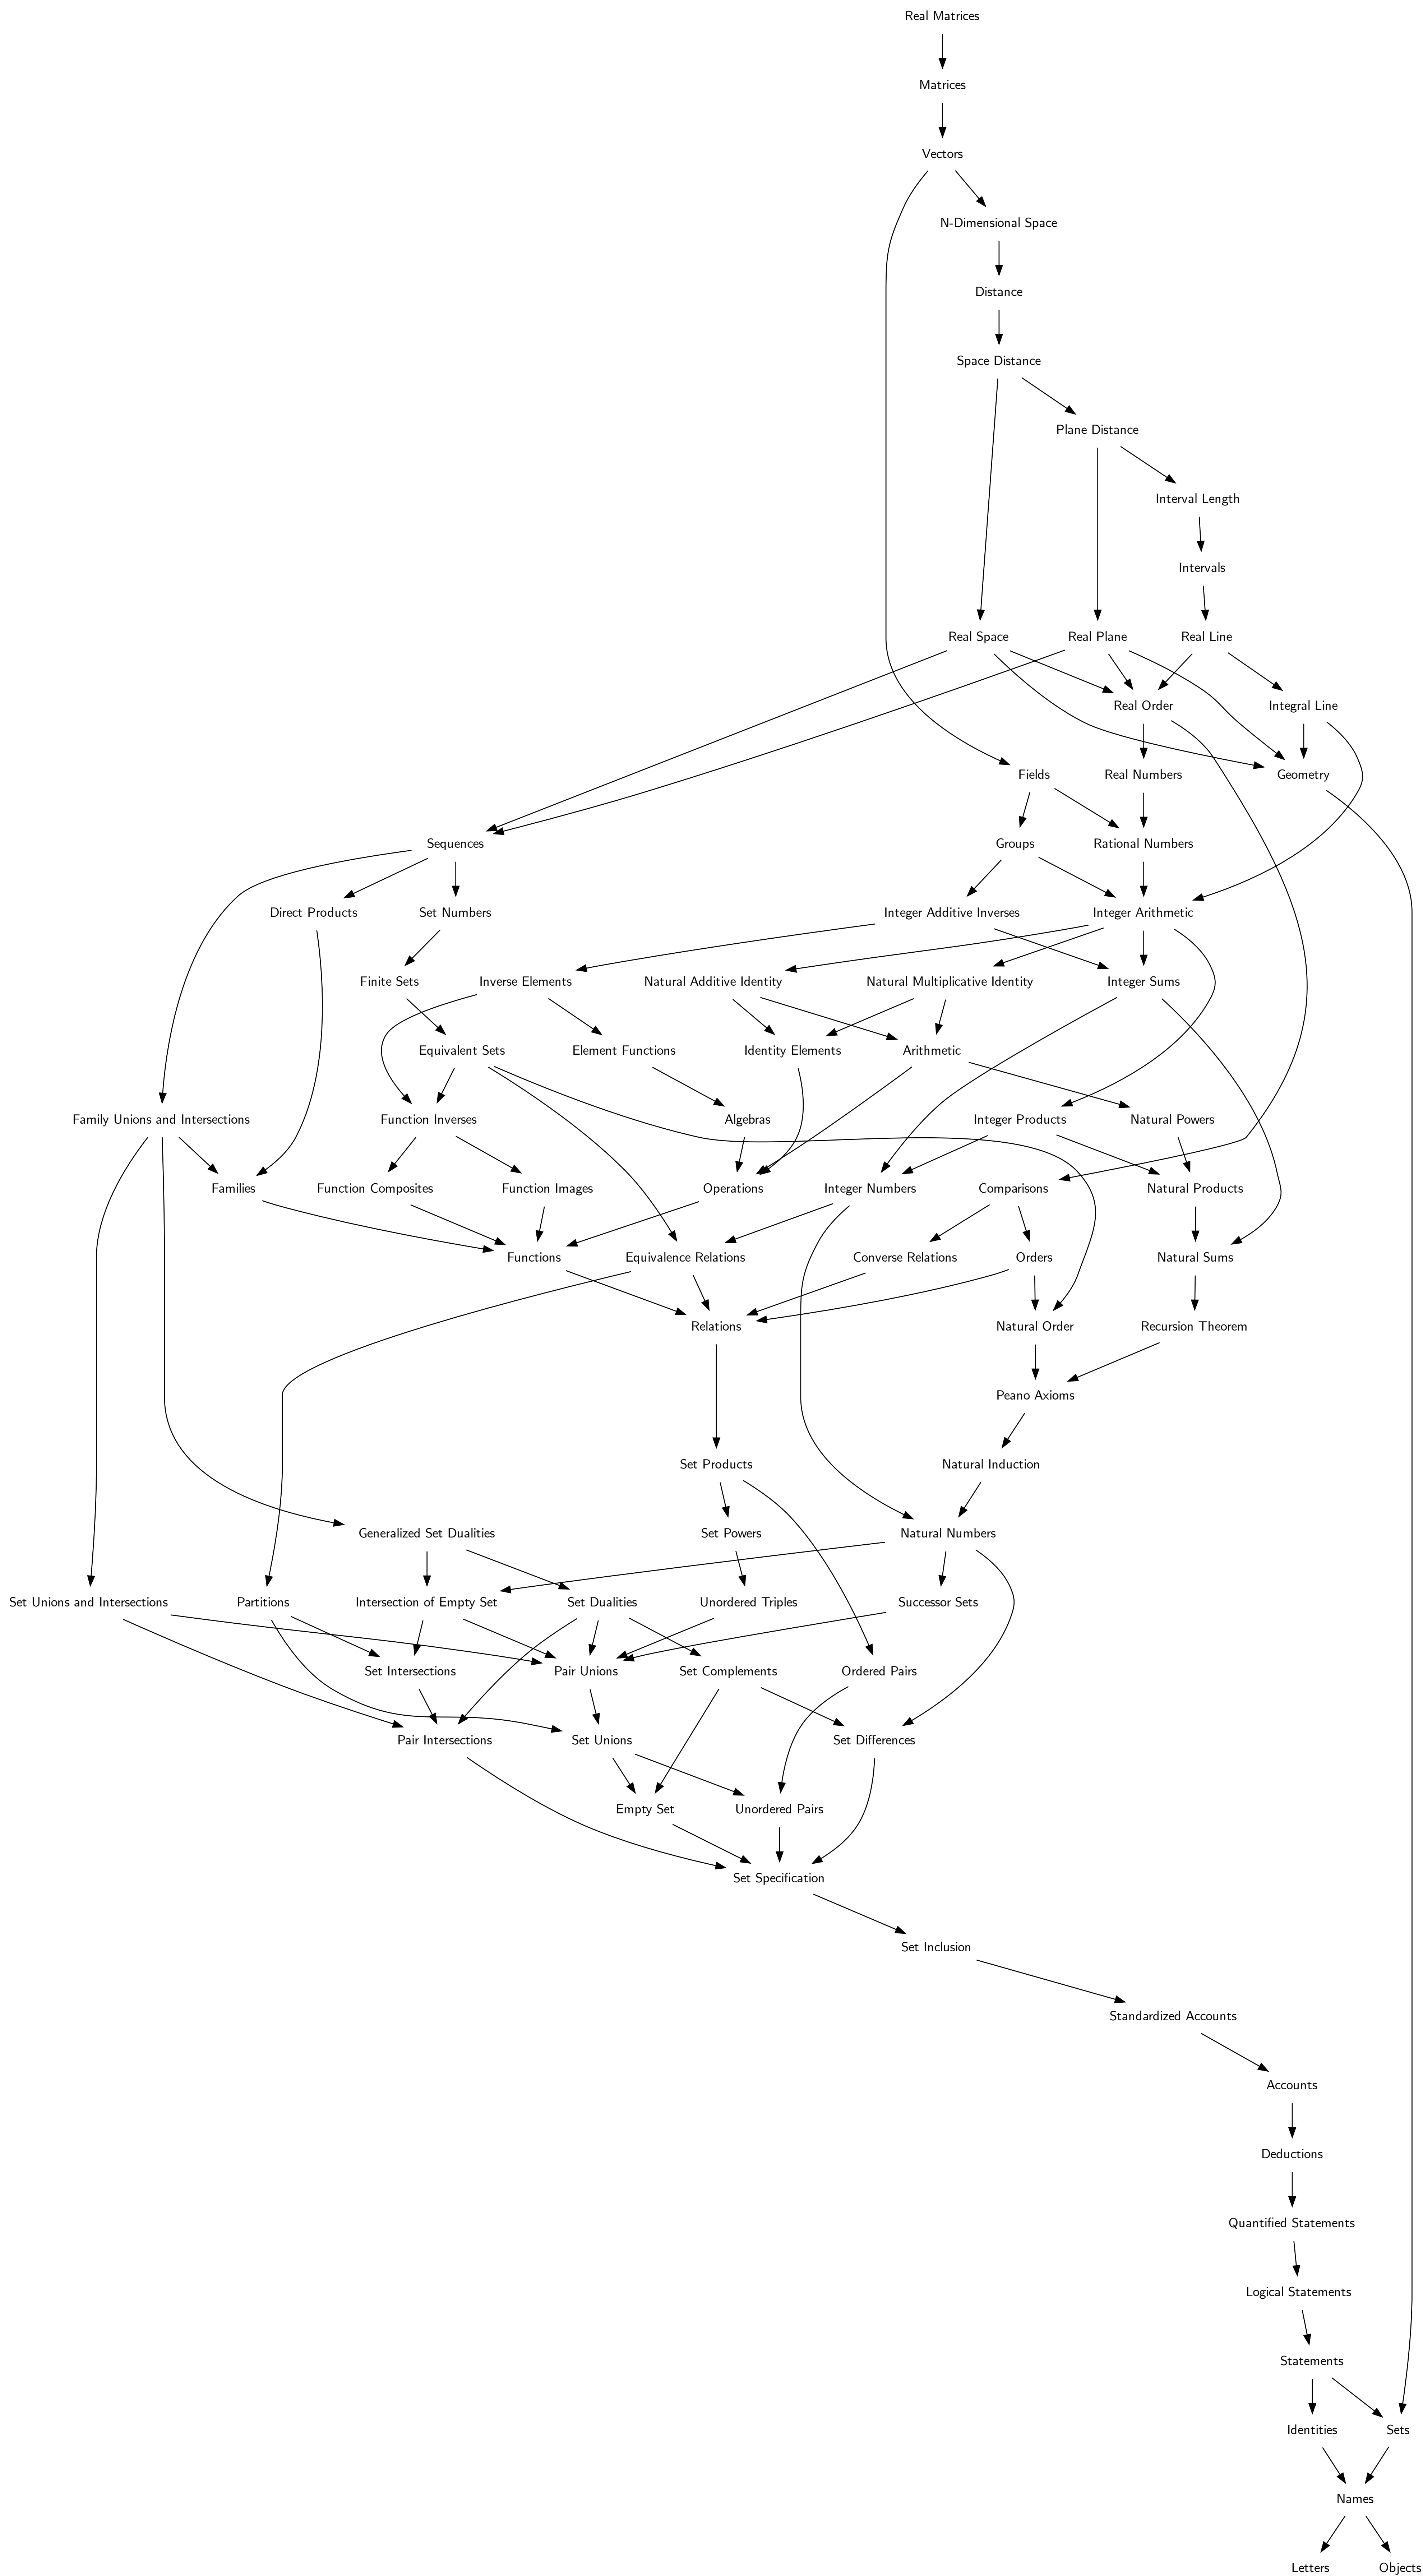 Real Matrices
Matrices
Vectors
N-Dimensional Space
Distance
Space Distance
Plane Distance
Interval Length
Intervals
Real Space
Real Plane
Real Line
Real Order
Integral Line
Fields
Real Numbers
Geometry
Sequences
Groups
Rational Numbers
Direct Products
Set Numbers
Integer Additive Inverses
Integer Arithmetic
Finite Sets
Inverse Elements
Natural Additive Identity
Natural Multiplicative Identity
Integer Sums
Equivalent Sets
Element Functions
Identity Elements
Arithmetic
Family Unions and Intersections
Function Inverses
Algebras
Integer Products
Natural Powers
Families
Function Composites
Function Images
Operations
Integer Numbers
Comparisons
Natural Products
Functions
Equivalence Relations
Converse Relations
Orders
Natural Sums
Relations
Natural Order
Recursion Theorem
Peano Axioms
Set Products
Natural Induction
Generalized Set Dualities
Set Powers
Natural Numbers
Set Unions and Intersections
Partitions
Intersection of Empty Set
Set Dualities
Unordered Triples
Successor Sets
Set Intersections
Pair Unions
Set Complements
Ordered Pairs
Pair Intersections
Set Unions
Set Differences
Empty Set
Unordered Pairs
Set Specification
Set Inclusion
Standardized Accounts
Accounts
Deductions
Quantified Statements
Logical Statements
Statements
Identities
Sets
Names
Letters
Objects